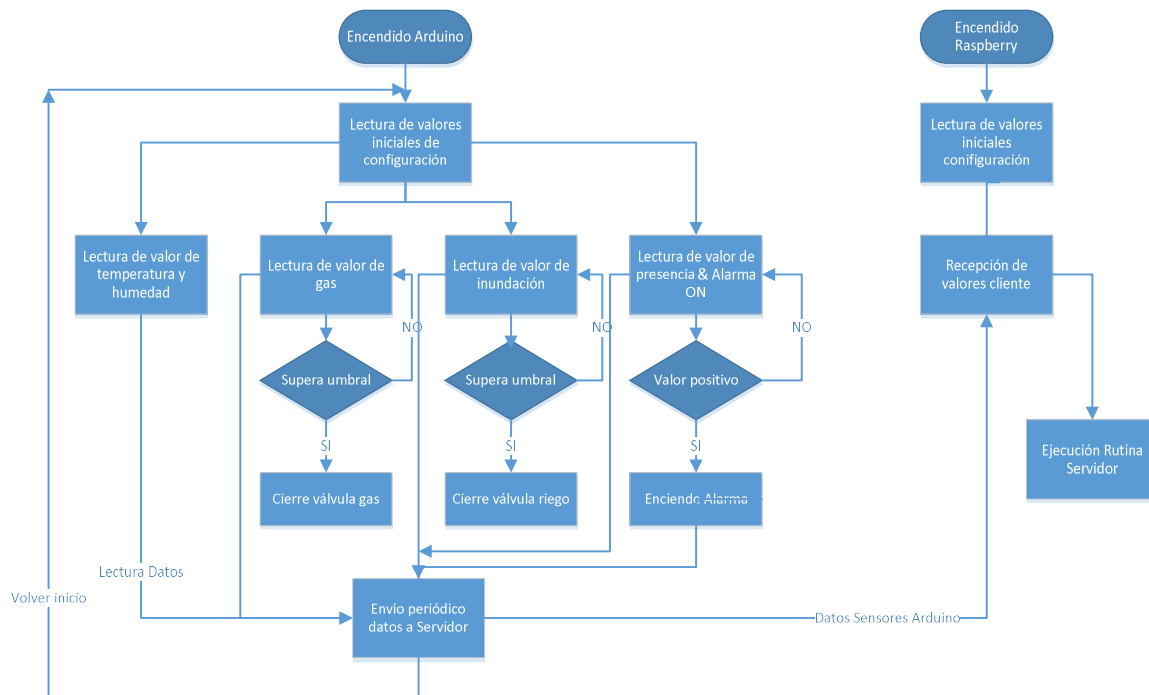 Encendido Arduino
Encendido
Raspberry
Lectura de valores
iniciales de
configuración
Lectura de valores
iniciales
conifiguración
Lectura de valor de
temperatura y
humedad
Lectura de valor de
gas
Lectura de valor de
inundación
Lectura de valor de
presencia & Alarma
ON
Recepción de
valores cliente
NO
NO
NO
Supera umbral
Supera umbral
Valor positivo
SI
SI
SI
Ejecución Rutina
Servidor
Cierre válvula gas
Cierre válvula riego
Enciendo Alarma
Lectura Datos
Volver inicio
Envío periódico
datos a Servidor
Datos Sensores Arduino